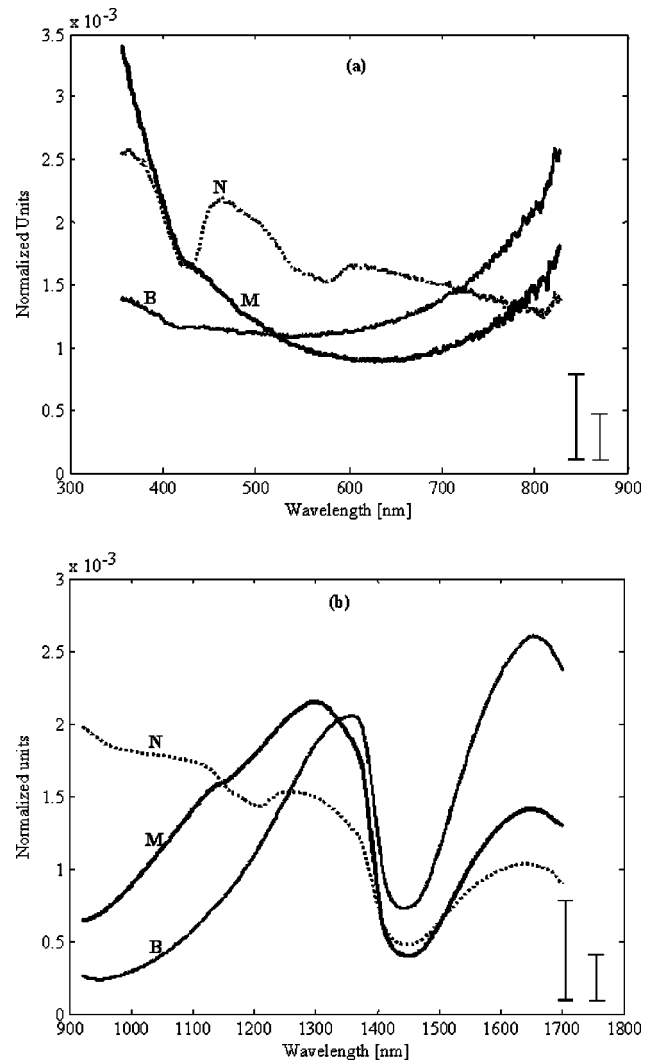 x 10⁻³
3.5
(a)
3
2.5
N
2
Normalized Units
1.5
B
M
1
0.5
0
300 400 500 600 700 800 900
Wavelength [nm]
x 10⁻³
3
(b)
2.5
2
N
Normalized units
1.5
M
1
B
0.5
0
900 1000 1100 1200 1300 1400 1500 1600 1700 1800
Wavelength [nm]